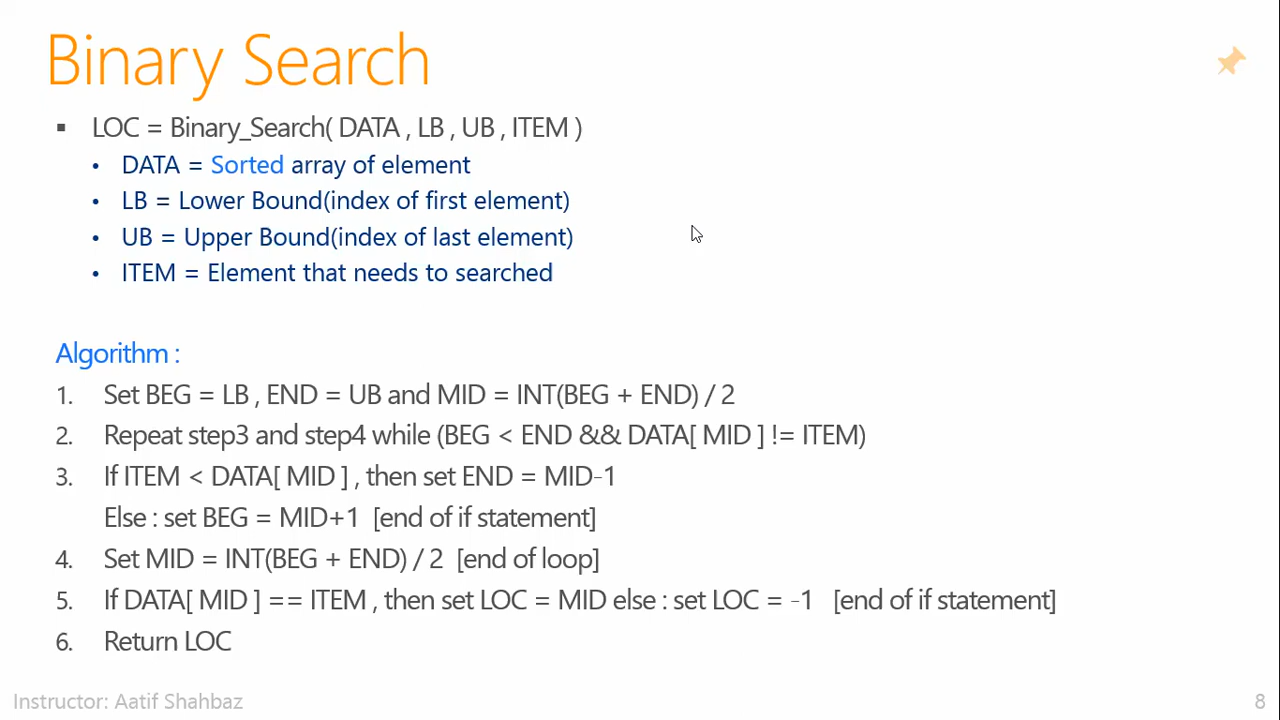 Binary Search
▪ LOC = Binary_Search( DATA , LB , UB , ITEM )
• DATA = Sorted array of element
• LB = Lower Bound(index of first element)
• UB = Upper Bound(index of last element)
• ITEM = Element that needs to searched
Algorithm :
1. Set BEG = LB , END = UB and MID = INT(BEG + END) / 2
2. Repeat step3 and step4 while (BEG < END && DATA[ MID ] != ITEM)
3. If ITEM < DATA[ MID ] , then set END = MID-1
Else : set BEG = MID+1 [end of if statement]
4. Set MID = INT(BEG + END) / 2 [end of loop]
5. If DATA[ MID ] == ITEM , then set LOC = MID else : set LOC = -1 [end of if statement]
6. Return LOC
Instructor: Aatif Shahbaz
8